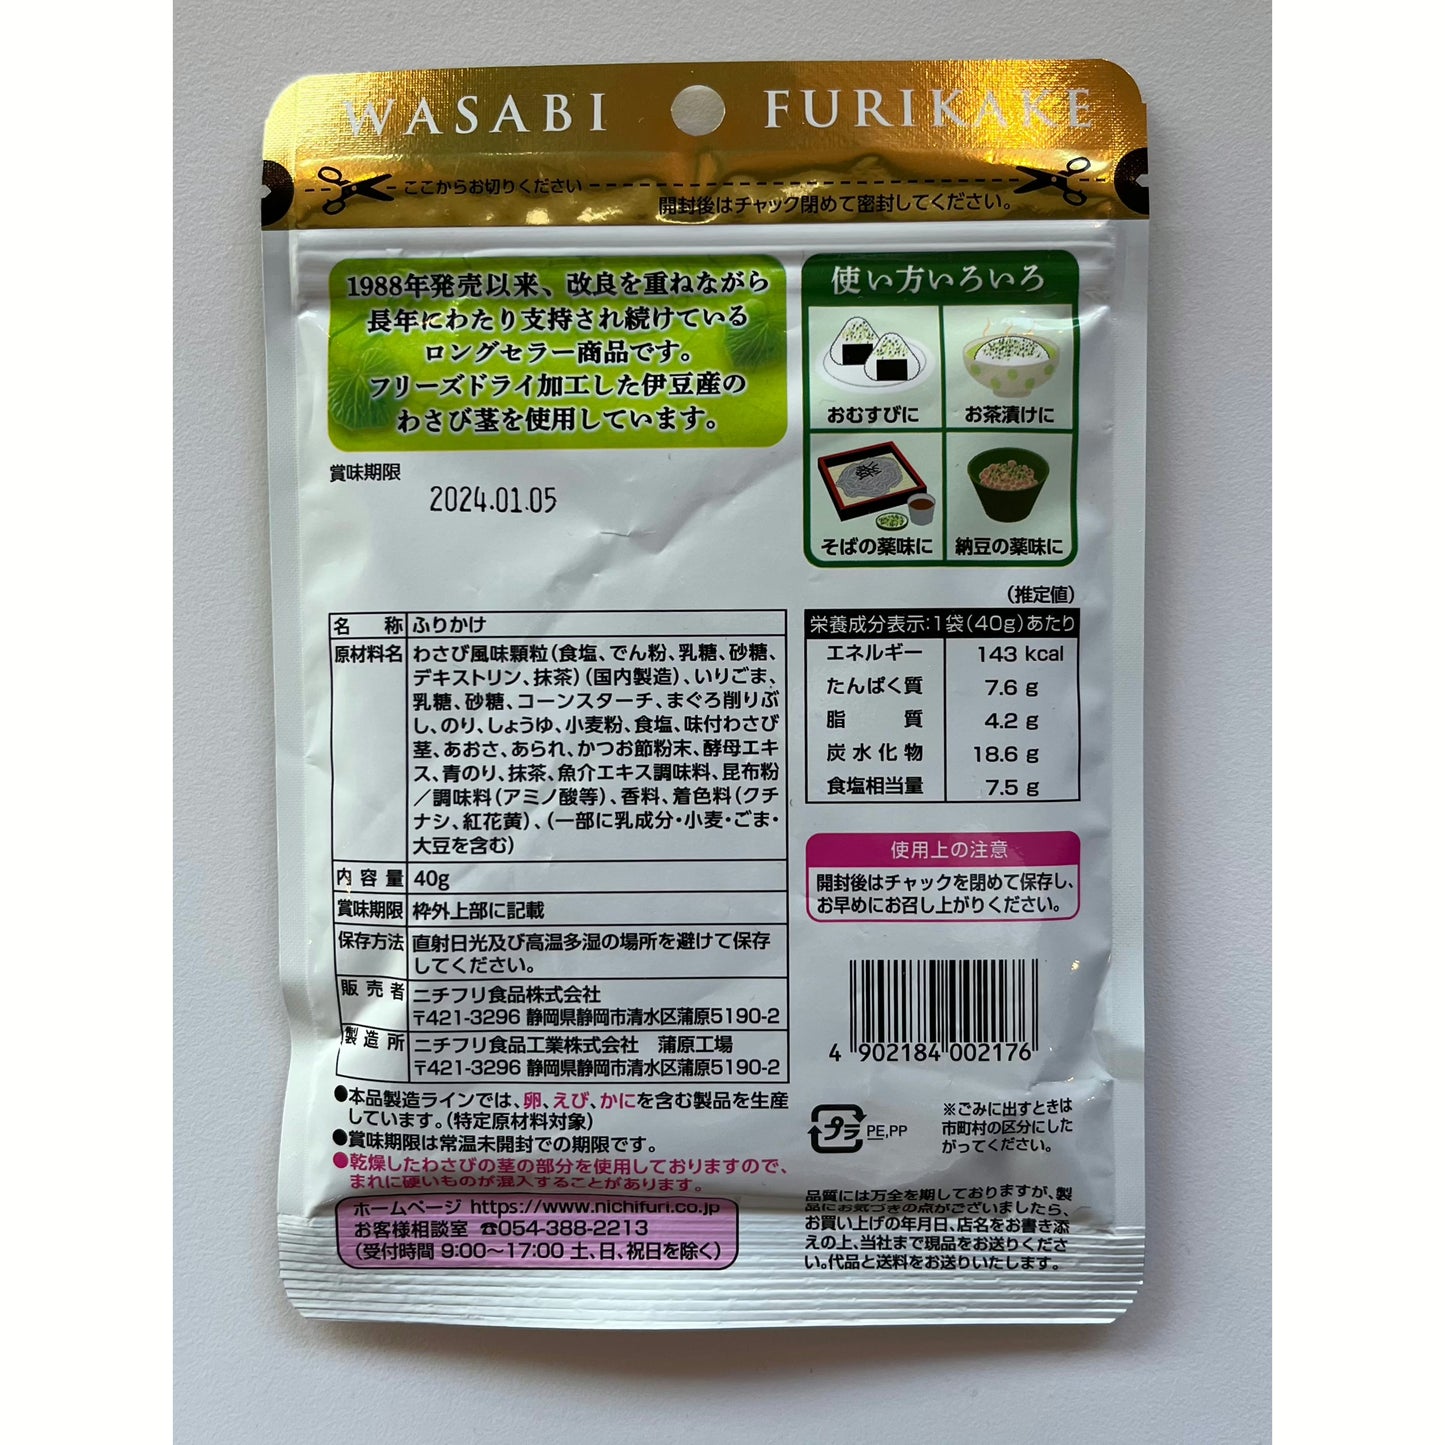 WASABI FURIKAKE
ここからお切りください
開封後はチャック閉めて密封してください。
1988年発売以来、改良を重ねながら
長年にわたり支持され続けている
ロングセラー商品です。
フリーズドライ加工した伊豆産の
わさび茎を使用しています。
賞味期限
2024.01.05
使い方いろいろ
おむすびに
お茶漬けに
そばの薬味に
納豆の薬味に
名 称 ふりかけ
原材料名 わさび風味顆粒(食塩、でん粉、乳糖、砂糖、
デキストリン、抹茶)(国内製造)、いりごま、
乳糖、砂糖、コーンスターチ、まぐろ削りぶ
し、のり、しょうゆ、小麦粉、食塩、味付わさび
茎、あおさ、あられ、かつお節粉末、酵母エキ
ス、青のり、抹茶、魚介エキス調味料、昆布粉
/調味料(アミノ酸等)、香料、着色料(クチ
ナシ、紅花黄)、(一部に乳成分・小麦・ごま・
大豆を含む)
内容量 40g
賞味期限 枠外上部に記載
保存方法 直射日光及び高温多湿の場所を避けて保存
してください。
販売者 ニチフリ食品株式会社
〒421-3296 静岡県静岡市清水区蒲原5190-2
製造所 ニチフリ食品工業株式会社 蒲原工場
〒421-3296 静岡県静岡市清水区蒲原5190-2
●本品製造ラインでは、卵、えび、かにを含む製品を生産
しています。(特定原材料対象)
●賞味期限は常温未開封での期限です。
●乾燥したわさびの茎の部分を使用しておりますので、
まれに硬いものが混入することがあります。
ホームページ https://www.nichifuri.co.jp
お客様相談室 ☎054-388-2213
(受付時間 9:00〜17:00 土、日、祝日を除く)
(推定値)
栄養成分表示:1袋(40g)あたり
エネルギー 143 kcal
たんぱく質 7.6 g
脂質 4.2 g
炭水化物 18.6 g
食塩相当量 7.5 g
使用上の注意
開封後はチャックを閉めて保存し、
お早めにお召し上がりください。
4 902184 002176
プラ PE,PP
※ごみに出すときは
市町村の区分にした
がってください。
品質には万全を期しておりますが、製
品にお気づきの点がございましたら、
お買い上げの年月日、店名をお書き添
えの上、当社まで現品をお送りくださ
い。代品と送料をお送りいたします。